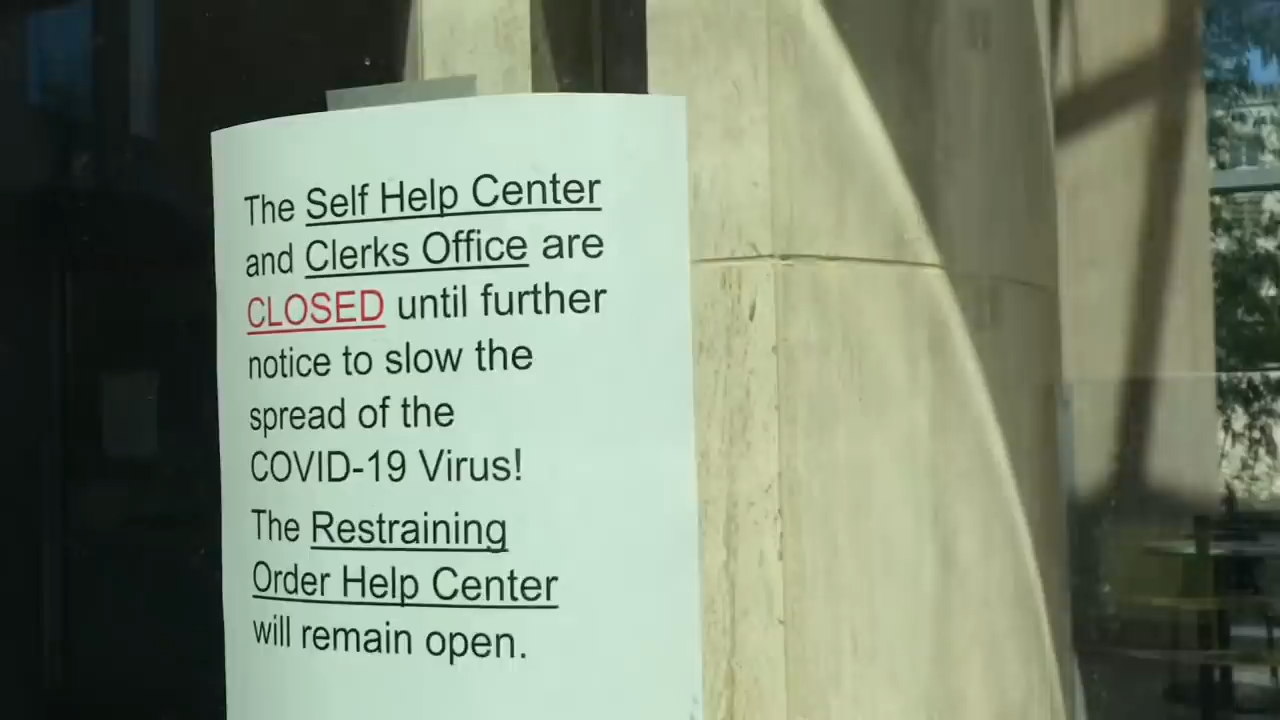 The Self Help Center
and Clerks Office are
CLOSED until further
notice to slow the
spread of the
COVID-19 Virus!
The Restraining
Order Help Center
will remain open.